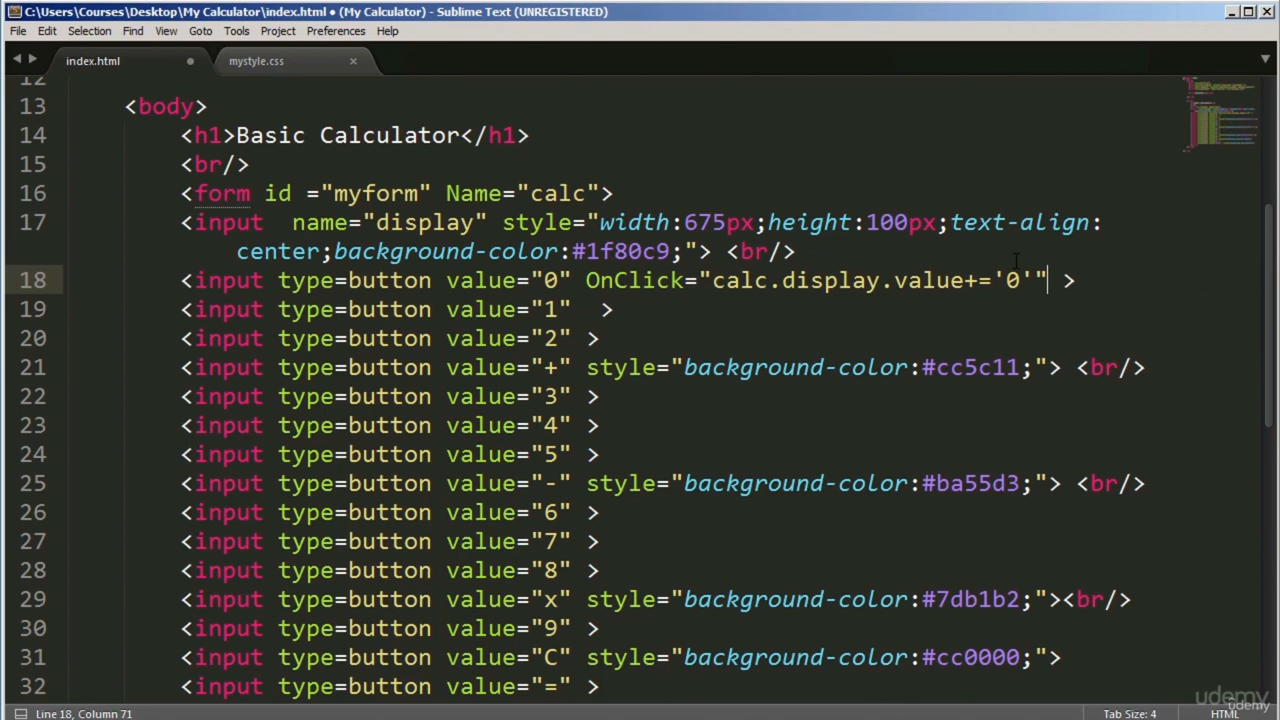 C:\Users\Courses\Desktop\My Calculator\index.html • (My Calculator) - Sublime Text (UNREGISTERED)
File Edit Selection Find View Goto Tools Project Preferences Help
index.html mystyle.css
12
13 <body>
14 <h1>Basic Calculator</h1>
15 <br/>
16 <form id ="myform" Name="calc">
17 <input  name="display" style="width:675px;height:100px;text-align:
center;background-color:#1f80c9;"> <br/>
18 <input type=button value="0" OnClick="calc.display.value+='0'" >
19 <input type=button value="1"  >
20 <input type=button value="2" >
21 <input type=button value="+" style="background-color:#cc5c11;"> <br/>
22 <input type=button value="3" >
23 <input type=button value="4" >
24 <input type=button value="5" >
25 <input type=button value="-" style="background-color:#ba55d3;"> <br/>
26 <input type=button value="6" >
27 <input type=button value="7" >
28 <input type=button value="8" >
29 <input type=button value="x" style="background-color:#7db1b2;"><br/>
30 <input type=button value="9" >
31 <input type=button value="C" style="background-color:#cc0000;">
32 <input type=button value="=" >
udemy
udemy
Line 18, Column 71 Tab Size: 4 HTML